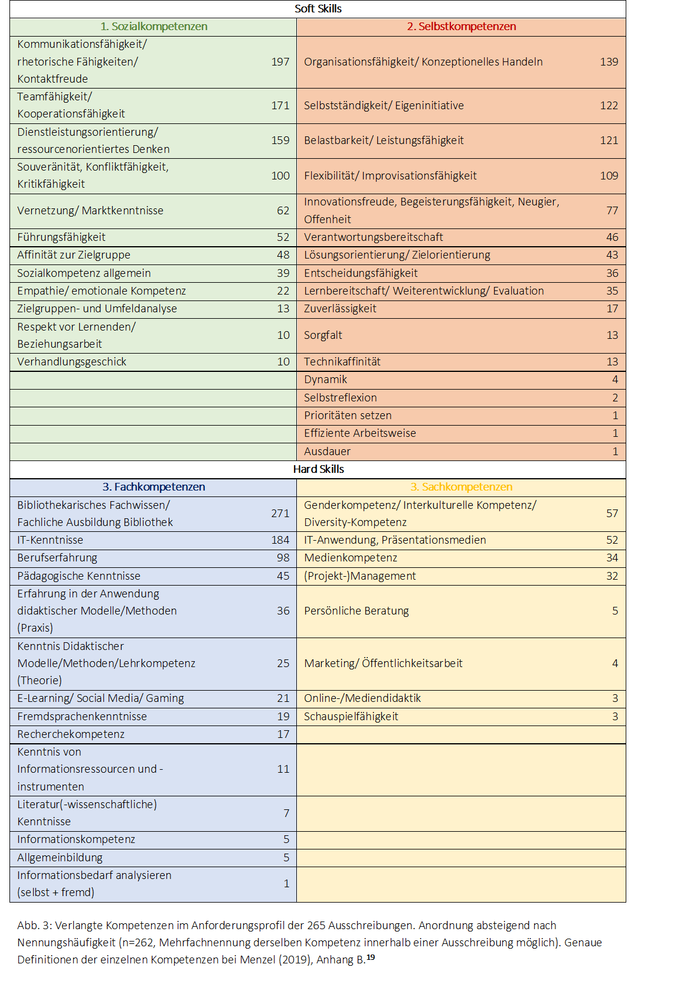 Soft Skills
1. Sozialkompetenzen 2. Selbstkompetenzen
Kommunikationsfähigkeit/
rhetorische Fähigkeiten/ 197 Organisationsfähigkeit/ Konzeptionelles Handeln 139
Kontaktfreude
Teamfähigkeit/
Kooperationsfähigkeit 171 Selbstständigkeit/ Eigeninitiative 122
Dienstleistungsorientierung/
ressourcenorientiertes Denken 159 Belastbarkeit/ Leistungsfähigkeit 121
Souveränität, Konfliktfähigkeit,
Kritikfähigkeit 100 Flexibilität/ Improvisationsfähigkeit 109
Vernetzung/ Marktkenntnisse 62 Innovationsfreude, Begeisterungsfähigkeit, Neugier,
Offenheit 77
Führungsfähigkeit 52 Verantwortungsbereitschaft 46
Affinität zur Zielgruppe 48 Lösungsorientierung/ Zielorientierung 43
Sozialkompetenz allgemein 39 Entscheidungsfähigkeit 36
Empathie/ emotionale Kompetenz 22 Lernbereitschaft/ Weiterentwicklung/ Evaluation 35
Zielgruppen- und Umfeldanalyse 13 Zuverlässigkeit 17
Respekt vor Lernenden/
Beziehungsarbeit 10 Sorgfalt 13
Verhandlungsgeschick 10 Technikaffinität 13
Dynamik 4
Selbstreflexion 2
Prioritäten setzen 1
Effiziente Arbeitsweise 1
Ausdauer 1
Hard Skills
3. Fachkompetenzen 3. Sachkompetenzen
Bibliothekarisches Fachwissen/ Genderkompetenz/ Interkulturelle Kompetenz/
Fachliche Ausbildung Bibliothek 271 Diversity-Kompetenz 57
IT-Kenntnisse 184 IT-Anwendung, Präsentationsmedien 52
Berufserfahrung 98 Medienkompetenz 34
Pädagogische Kenntnisse 45 (Projekt-)Management 32
Erfahrung in der Anwendung
didaktischer Modelle/Methoden 36 Persönliche Beratung 5
(Praxis)
Kenntnis Didaktischer
Modelle/Methoden/Lehrkompetenz 25 Marketing/ Öffentlichkeitsarbeit 4
(Theorie)
E-Learning/ Social Media/ Gaming 21 Online-/Mediendidaktik 3
Fremdsprachenkenntnisse 19 Schauspielfähigkeit 3
Recherchekompetenz 17
Kenntnis von
Informationsressourcen und - 11
instrumenten
Literatur(-wissenschaftliche)
Kenntnisse 7
Informationskompetenz 5
Allgemeinbildung 5
Informationsbedarf analysieren
(selbst + fremd) 1
Abb. 3: Verlangte Kompetenzen im Anforderungsprofil der 265 Ausschreibungen. Anordnung absteigend nach
Nennungshäufigkeit (n=262, Mehrfachnennung derselben Kompetenz innerhalb einer Ausschreibung möglich). Genaue
Definitionen der einzelnen Kompetenzen bei Menzel (2019), Anhang B.¹⁹